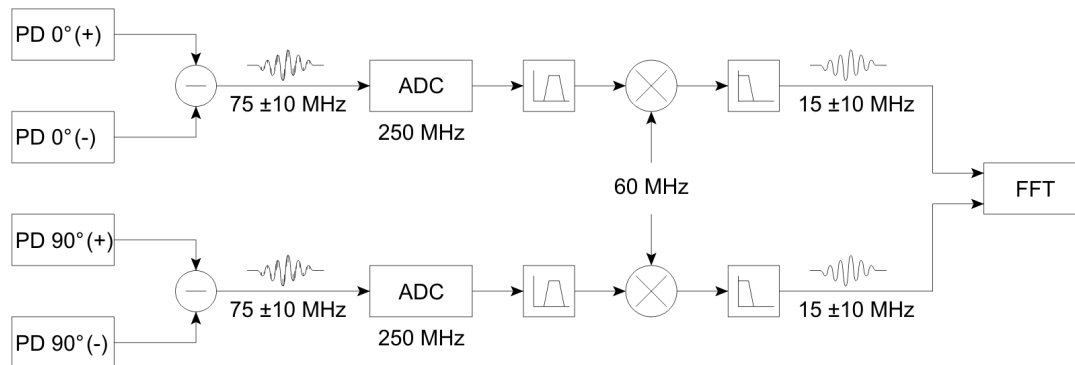 PD 0°(+)
ADC
75 ±10 MHz
15 ±10 MHz
PD 0°(-)
250 MHz
60 MHz
FFT
PD 90°(+)
ADC
75 ±10 MHz
15 ±10 MHz
PD 90°(-)
250 MHz